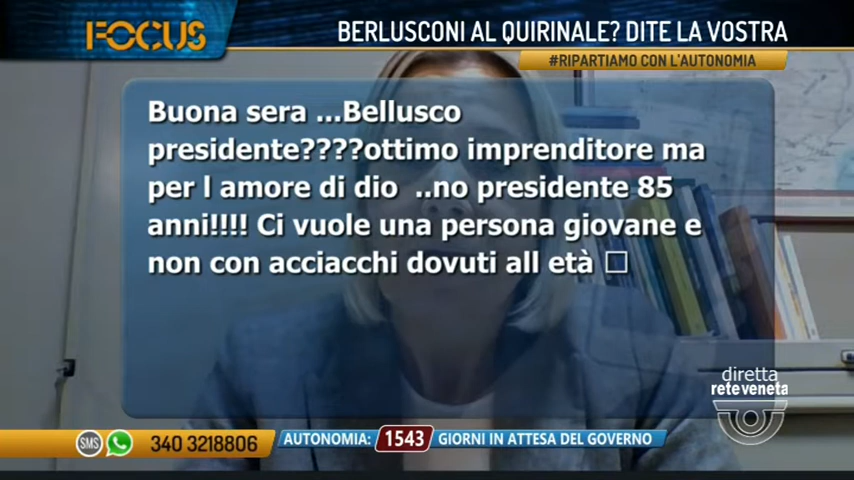 FOCUS
BERLUSCONI AL QUIRINALE? DITE LA VOSTRA
#RIPARTIAMO CON L'AUTONOMIA
Buona sera ...Bellusco
presidente????ottimo imprenditore ma
per l amore di dio ..no presidente 85
anni!!!! Ci vuole una persona giovane e
non con acciacchi dovuti all età □
diretta
reteveneta
SMS 340 3218806
AUTONOMIA: 1543 GIORNI IN ATTESA DEL GOVERNO